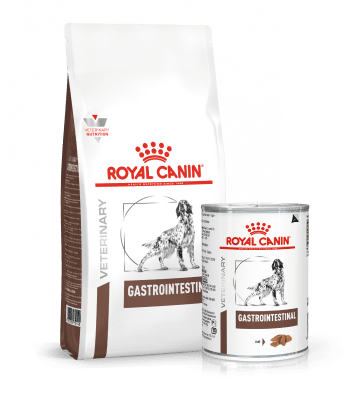 VETERINARY
NUTRITION
ROYAL CANIN
VETERINARY
GASTROINTESTINAL
ROYAL CANIN
VETERINARY
GASTROINTESTINAL